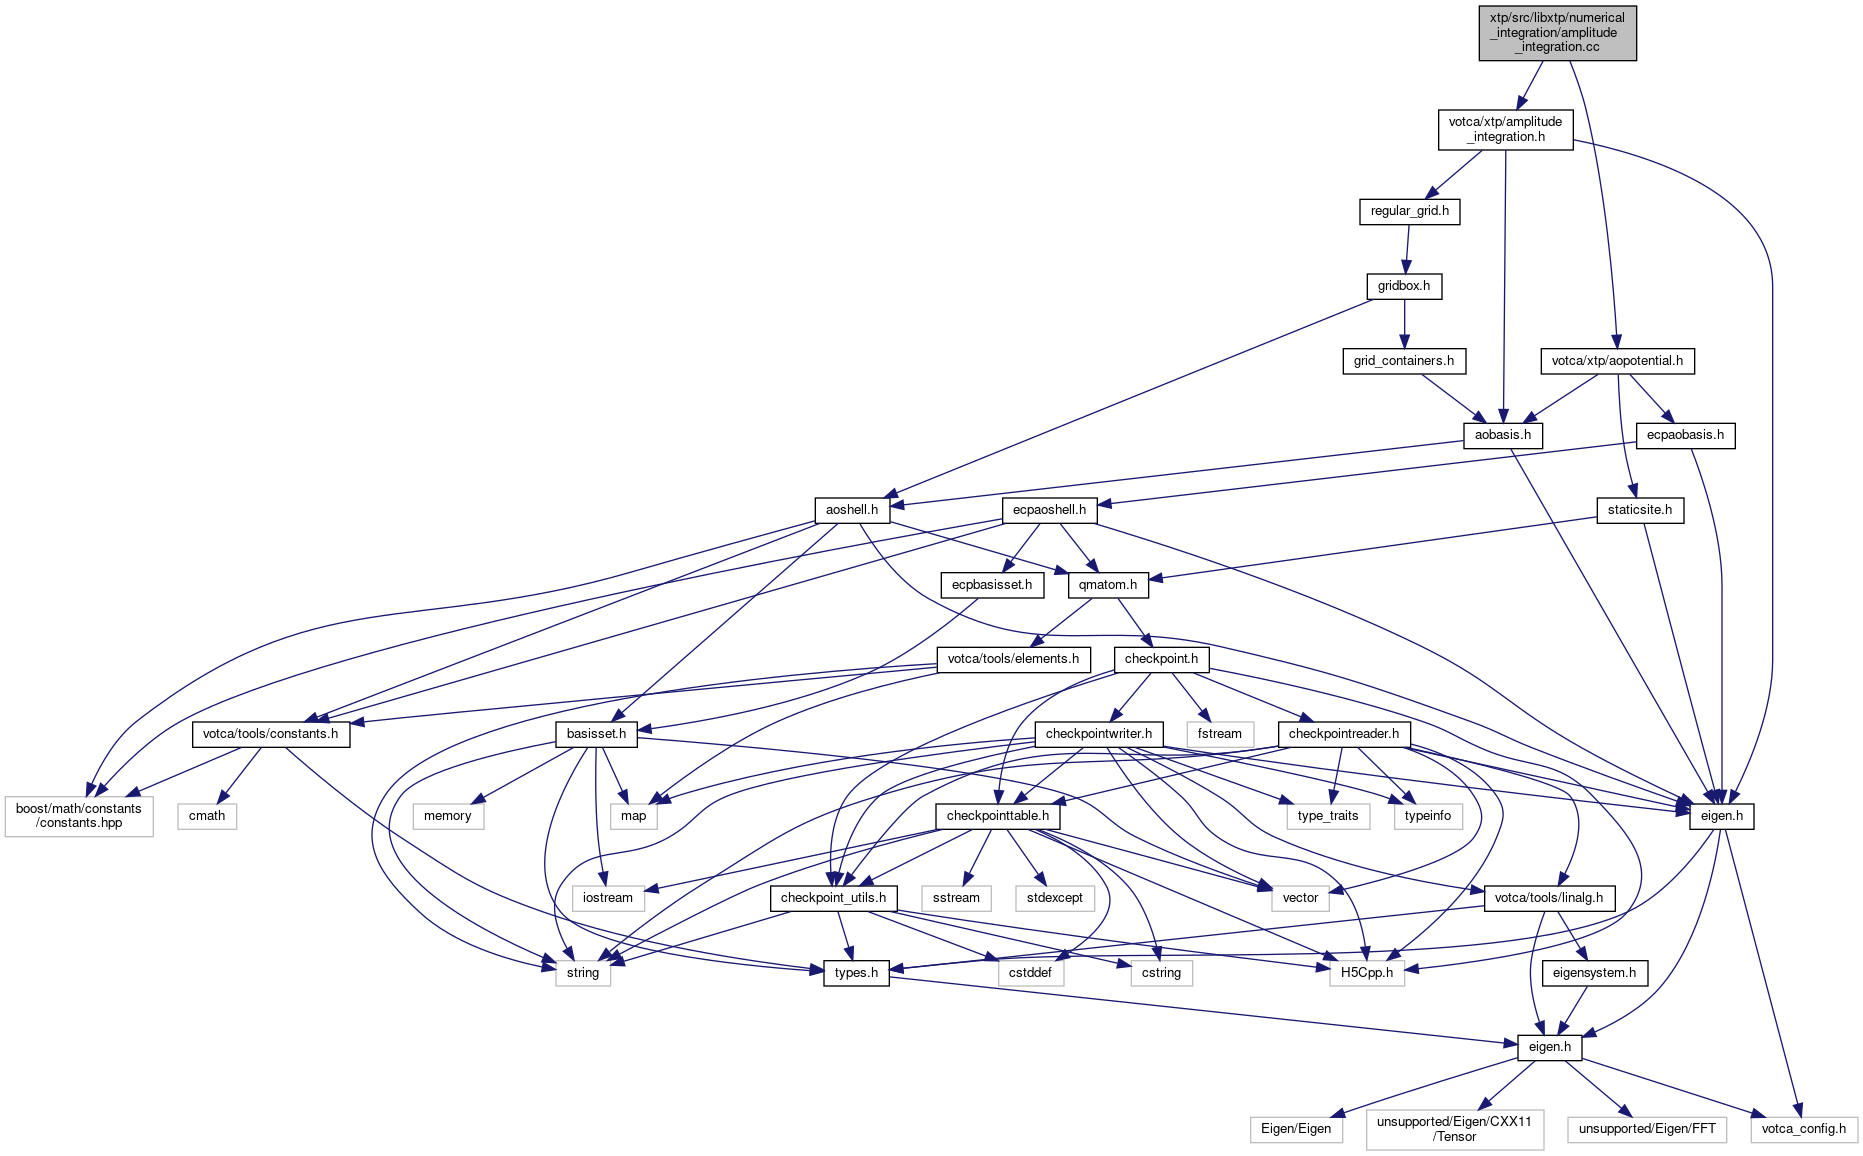 xtp/src/libxtp/numerical
_integration/amplitude
_integration.cc
votca/xtp/amplitude
_integration.h
regular_grid.h
gridbox.h
grid_containers.h
votca/xtp/aopotential.h
aobasis.h
ecpaobasis.h
aoshell.h
ecpaoshell.h
staticsite.h
ecpbasisset.h
qmatom.h
votca/tools/elements.h
checkpoint.h
votca/tools/constants.h
basisset.h
checkpointwriter.h
fstream
checkpointreader.h
boost/math/constants
/constants.hpp
cmath
memory
map
checkpointtable.h
type_traits
typeinfo
eigen.h
iostream
checkpoint_utils.h
sstream
stdexcept
vector
votca/tools/linalg.h
string
types.h
cstddef
cstring
H5Cpp.h
eigensystem.h
eigen.h
Eigen/Eigen
unsupported/Eigen/CXX11
/Tensor
unsupported/Eigen/FFT
votca_config.h